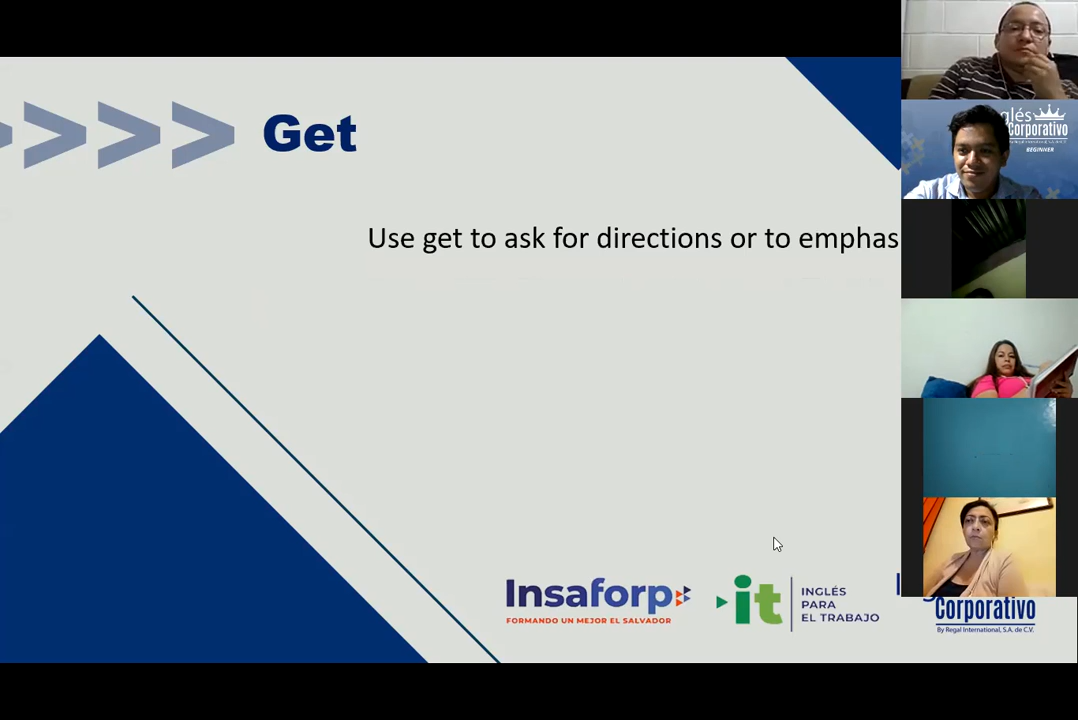 >>>> Get
Use get to ask for directions or to emphas
glés
Corporativo
BEGINNER
Insaforp
FORMANDO UN MEJOR EL SALVADOR
it
INGLÉS
PARA
EL TRABAJO
Corporativo
By Regal International, S.A. de C.V.